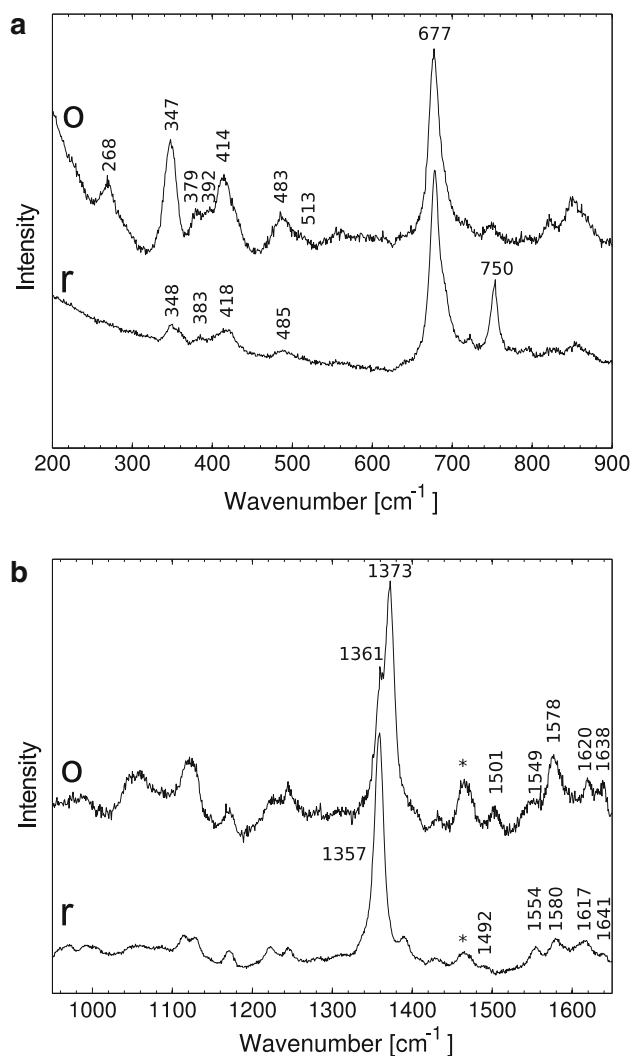 a
677
o
268
347
379
392
414
483
513
Intensity
r
348
383
418
485
750
200 300 400 500 600 700 800 900
Wavenumber [cm-1 ]
b
1373
1361
o
*
1501
1549
1578
1620
1638
Intensity
1357
r
*
1492
1554
1580
1617
1641
1000 1100 1200 1300 1400 1500 1600
Wavenumber [cm-1 ]